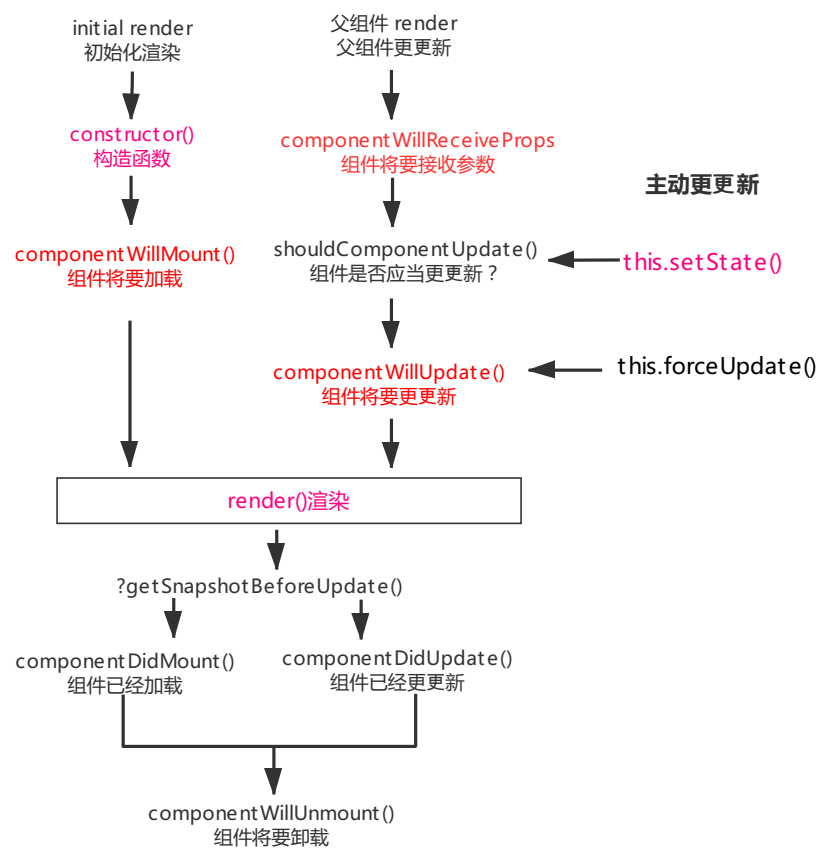 initial render
初始化渲染
父组件 render
父组件更更新
constructor()
构造函数
componentWillReceiveProps
组件将要接收参数
主动更更新
componentWillMount()
组件将要加载
shouldComponentUpdate()
组件是否应当更更新？
this.setState()
componentWillUpdate()
组件将要更更新
this.forceUpdate()
render()渲染
?getSnapshotBeforeUpdate()
componentDidMount()
组件已经加载
componentDidUpdate()
组件已经更更新
componentWillUnmount()
组件将要卸载